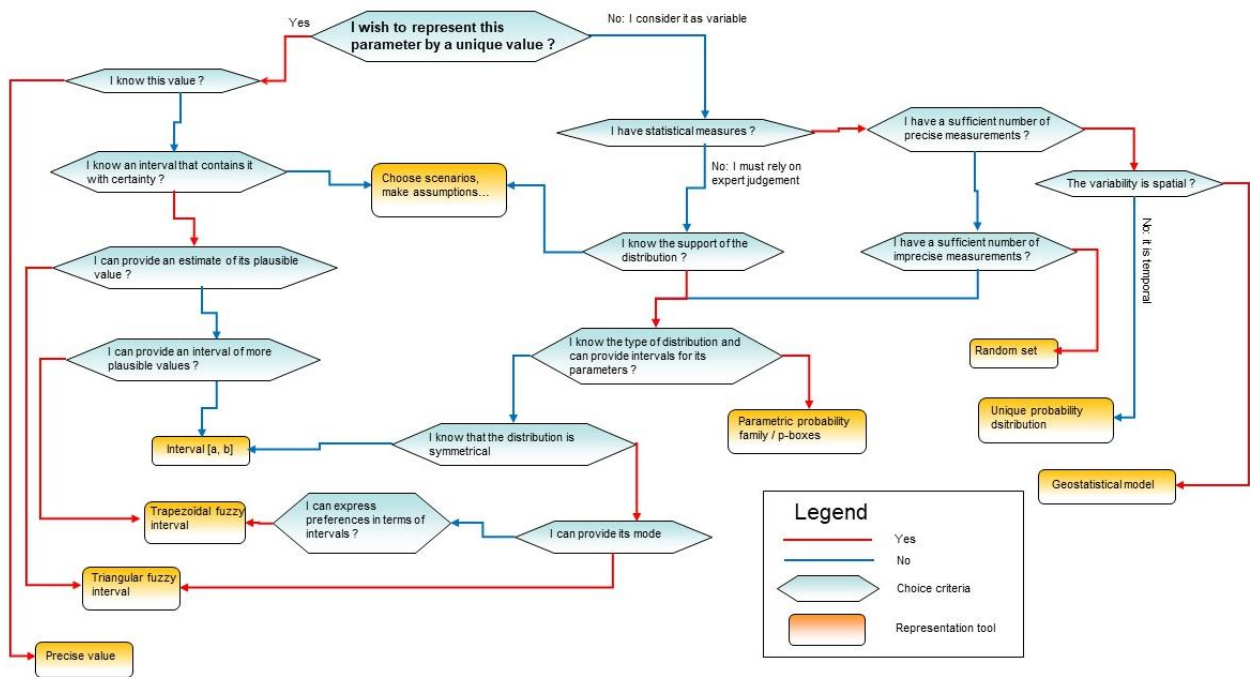 Yes
I wish to represent this
parameter by a unique value ?
No: I consider it as variable
I know this value ?
I have statistical measures ?
I have a sufficient number of
precise measurements ?
I know an interval that contains it
with certainty ?
Choose scenarios,
make assumptions…
No: I must rely on
expert judgement
The variability is spatial ?
I can provide an estimate of its plausible
value ?
I know the support of the
distribution ?
I have a sufficient number of
imprecise measurements ?
No: it is temporal
I can provide an interval of more
plausible values ?
I know the type of distribution and
can provide intervals for its
parameters ?
Random set
Interval [a, b]
I know that the distribution is
symmetrical
Parametric probability
family / p-boxes
Unique probability
dsitribution
Geostatistical model
Trapezoïdal fuzzy
interval
I can express
preferences in terms of
intervals ?
I can provide its mode
Triangular fuzzy
interval
Precise value
Legend
Yes
No
Choice criteria
Representation tool